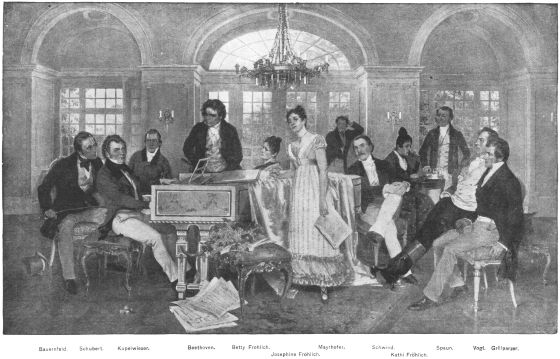 Bauernfeld. Schubert. Kupelwieser. Beethoven. Betty Fröhlich. Mayrhofer. Schwind. Spaun. Vogl. Grillparzer.
Josephine Fröhlich. Kathi Fröhlich.